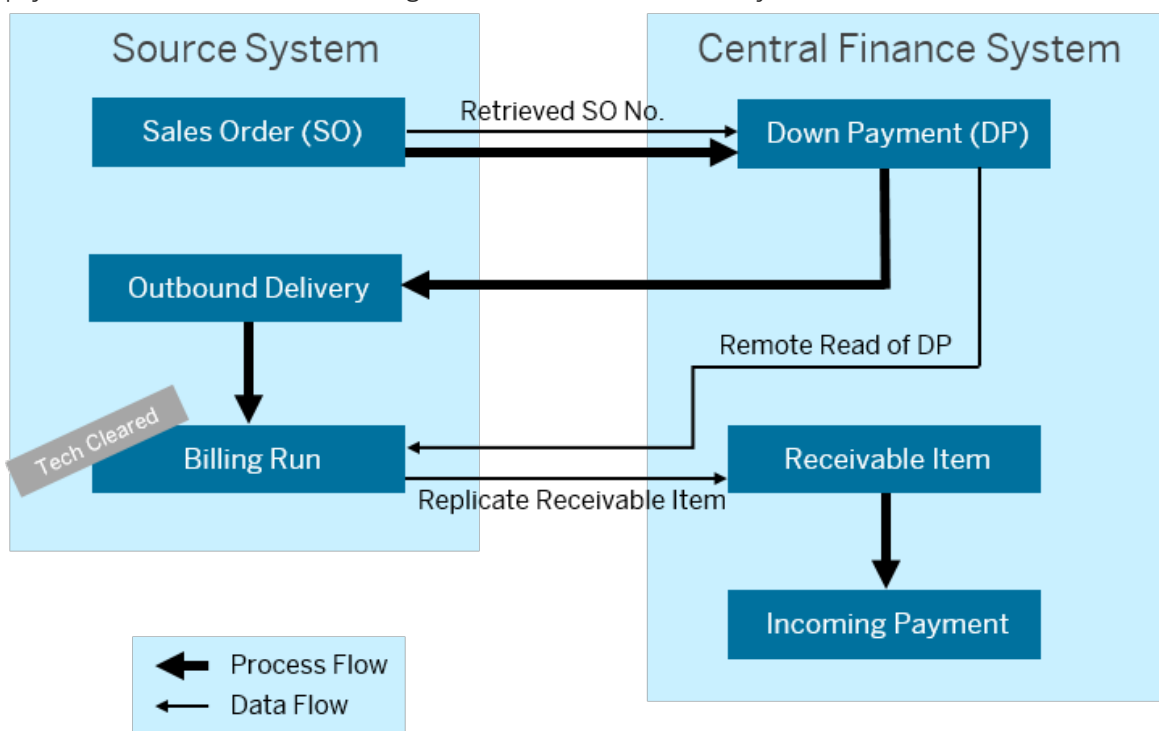 Source System
Central Finance System
Sales Order (SO)
Retrieved SO No.
Down Payment (DP)
Outbound Delivery
Remote Read of DP
Tech Cleared
Billing Run
Receivable Item
Replicate Receivable Item
Incoming Payment
Process Flow
Data Flow